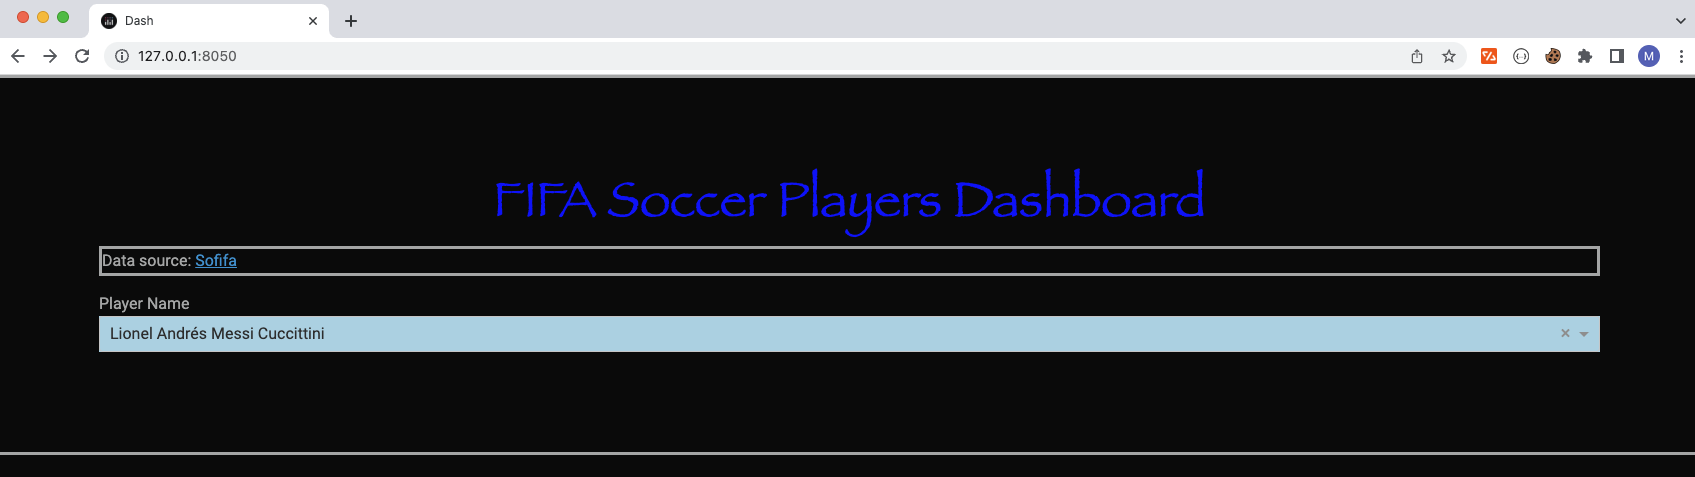 Dash
127.0.0.1:8050
M
FIFA Soccer Players Dashboard
Data source: Sofifa
Player Name
Lionel Andrés Messi Cuccittini